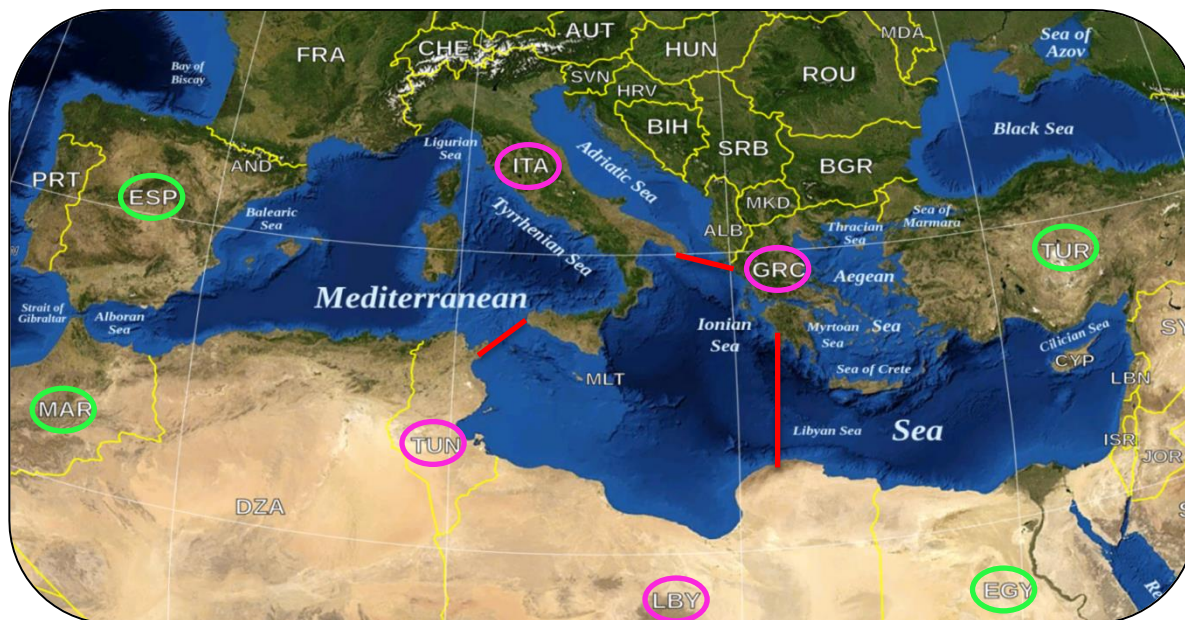 AUT
MDA
Sea of
Azov
FRA
CHE
HUN
Bay of
Biscay
SVN
ROU
HRV
BIH
Black Sea
Ligurian
Sea
Adriatic Sea
SRB
AND
ITA
BGR
PRT
ESP
MKD
Balearic
Sea
Tyrrhenian Sea
ALB
Thracian
Sea
Sea of
Marmara
TUR
GRC
Aegean
Sea
Mediterranean
Strait of
Gibraltar
Alboran
Sea
Ionian
Sea
Myrtoan
Sea
Cilician Sea
CYP
Sea of Crete
MLT
LBN
MAR
TUN
Libyan Sea
Sea
ISR
JOR
DZA
LBY
EGY